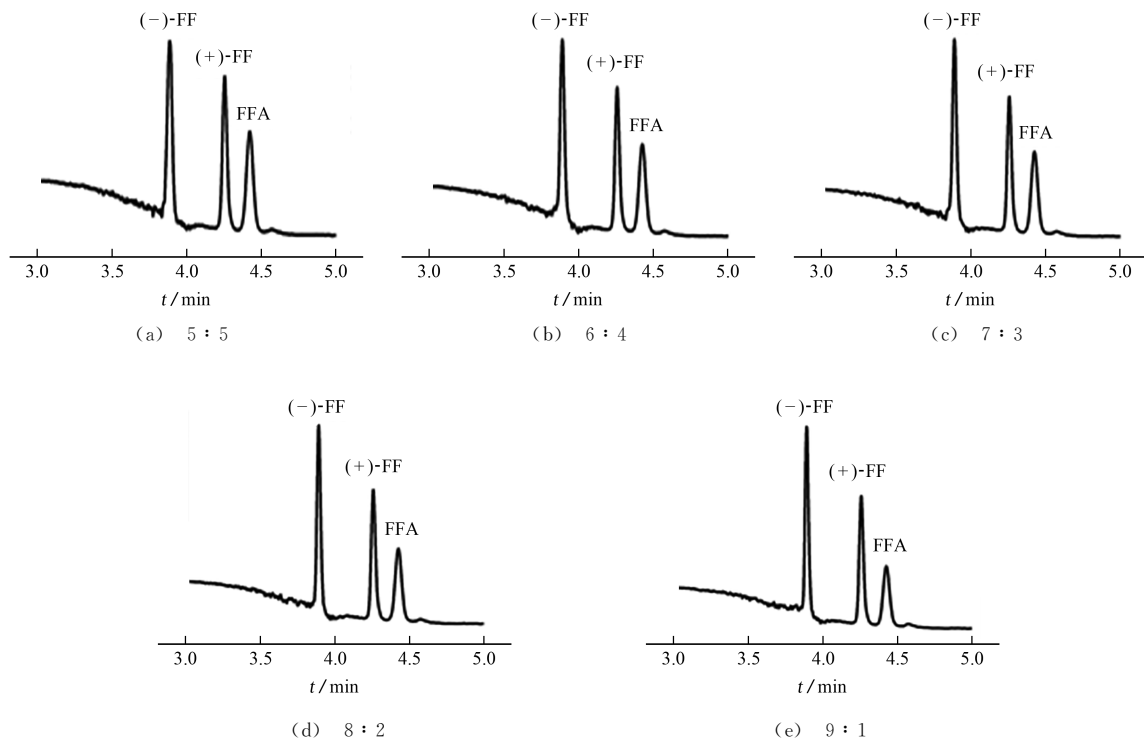 (−)-FF
(+)-FF
FFA
3.0 3.5 4.0 4.5 5.0
t / min
(a) 5∶5
(−)-FF
(+)-FF
FFA
3.0 3.5 4.0 4.5 5.0
t / min
(b) 6∶4
(−)-FF
(+)-FF
FFA
3.0 3.5 4.0 4.5 5.0
t / min
(c) 7∶3
(−)-FF
(+)-FF
FFA
3.0 3.5 4.0 4.5 5.0
t / min
(d) 8∶2
(−)-FF
(+)-FF
FFA
3.0 3.5 4.0 4.5 5.0
t / min
(e) 9∶1